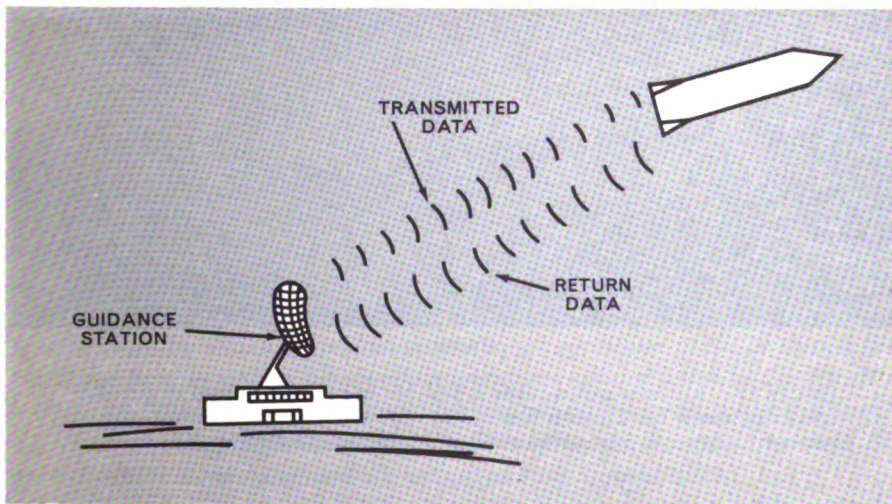 TRANSMITTED
DATA
RETURN
DATA
GUIDANCE
STATION